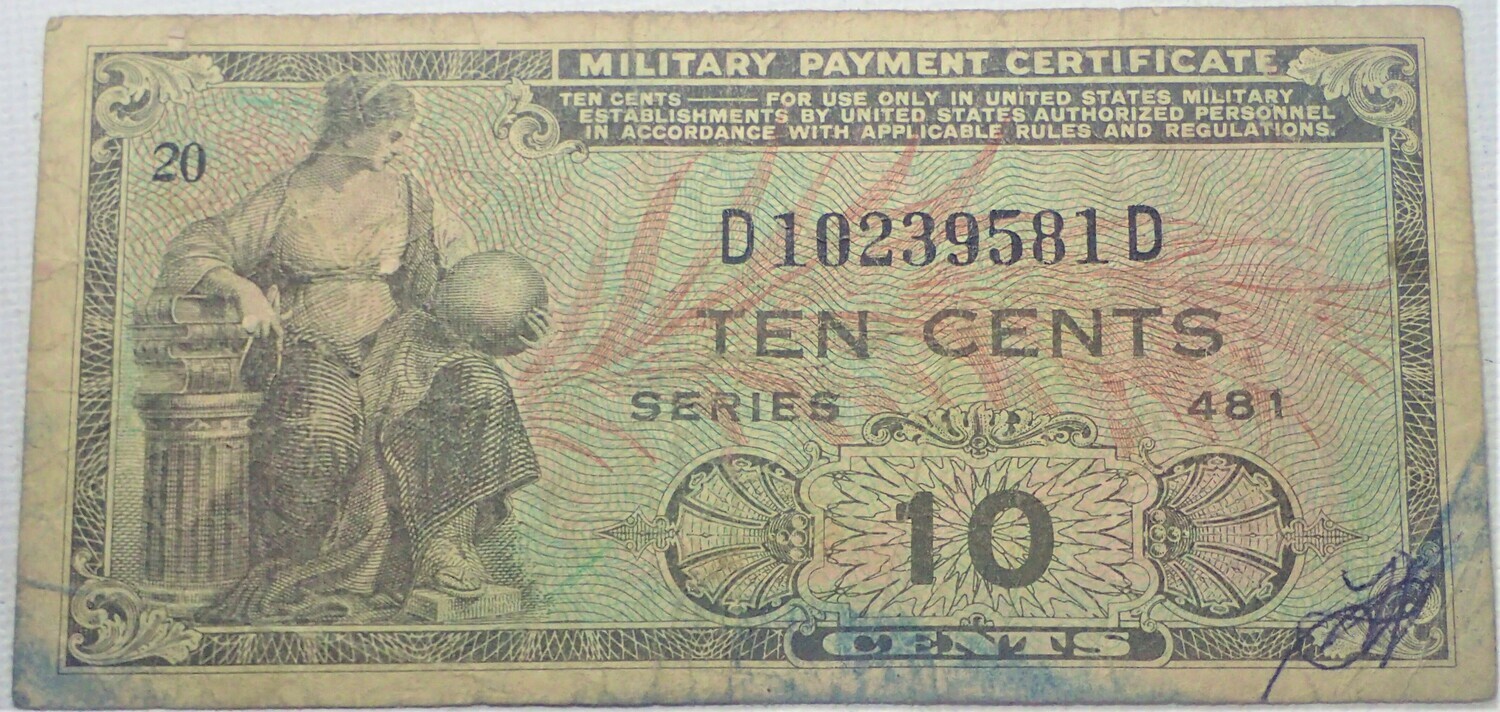 MILITARY PAYMENT CERTIFICATE
TEN CENTS —— FOR USE ONLY IN UNITED STATES MILITARY
ESTABLISHMENTS BY UNITED STATES AUTHORIZED PERSONNEL
IN ACCORDANCE WITH APPLICABLE RULES AND REGULATIONS.
20
D10239581D
TEN CENTS
SERIES 481
10
CENTS